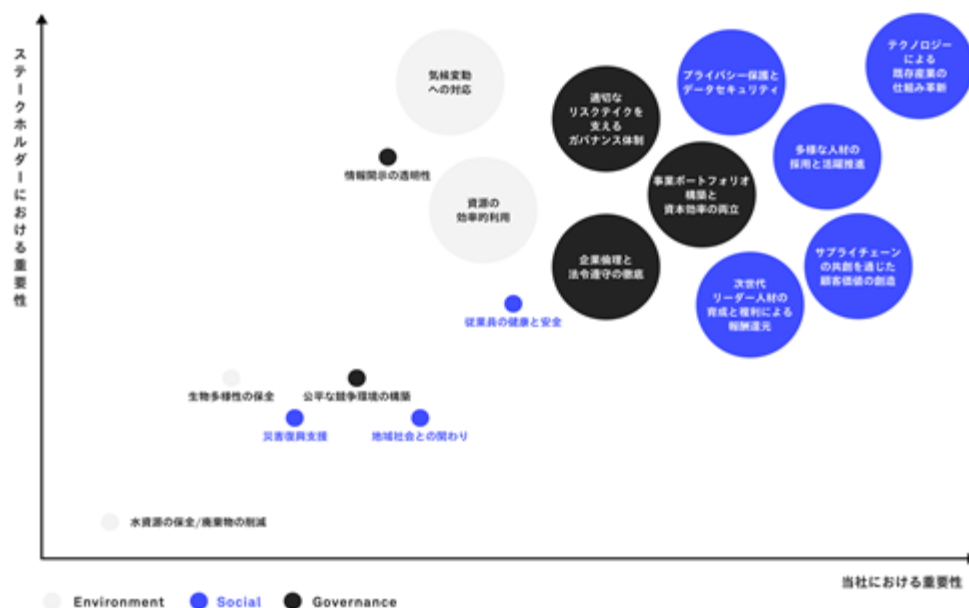 ステークホルダーにおける重要性
気候変動
への対応
適切な
リスクテイクを
支える
ガバナンス体制
プライバシー保護と
データセキュリティ
テクノロジー
による
既存産業の
仕組み革新
多様な人材の
採用と活躍推進
情報開示の透明性
資源の
効率的利用
事業ポートフォリオ
構築と
資本効率の両立
企業倫理と
法令遵守の徹底
サプライチェーン
の共創を通じた
顧客価値の創造
次世代
リーダー人材の
育成と権利による
報酬還元
従業員の健康と安全
生物多様性の保全
公平な競争環境の構築
災害復興支援
地域社会との関わり
水資源の保全/廃棄物の削減
当社における重要性
Environment
Social
Governance